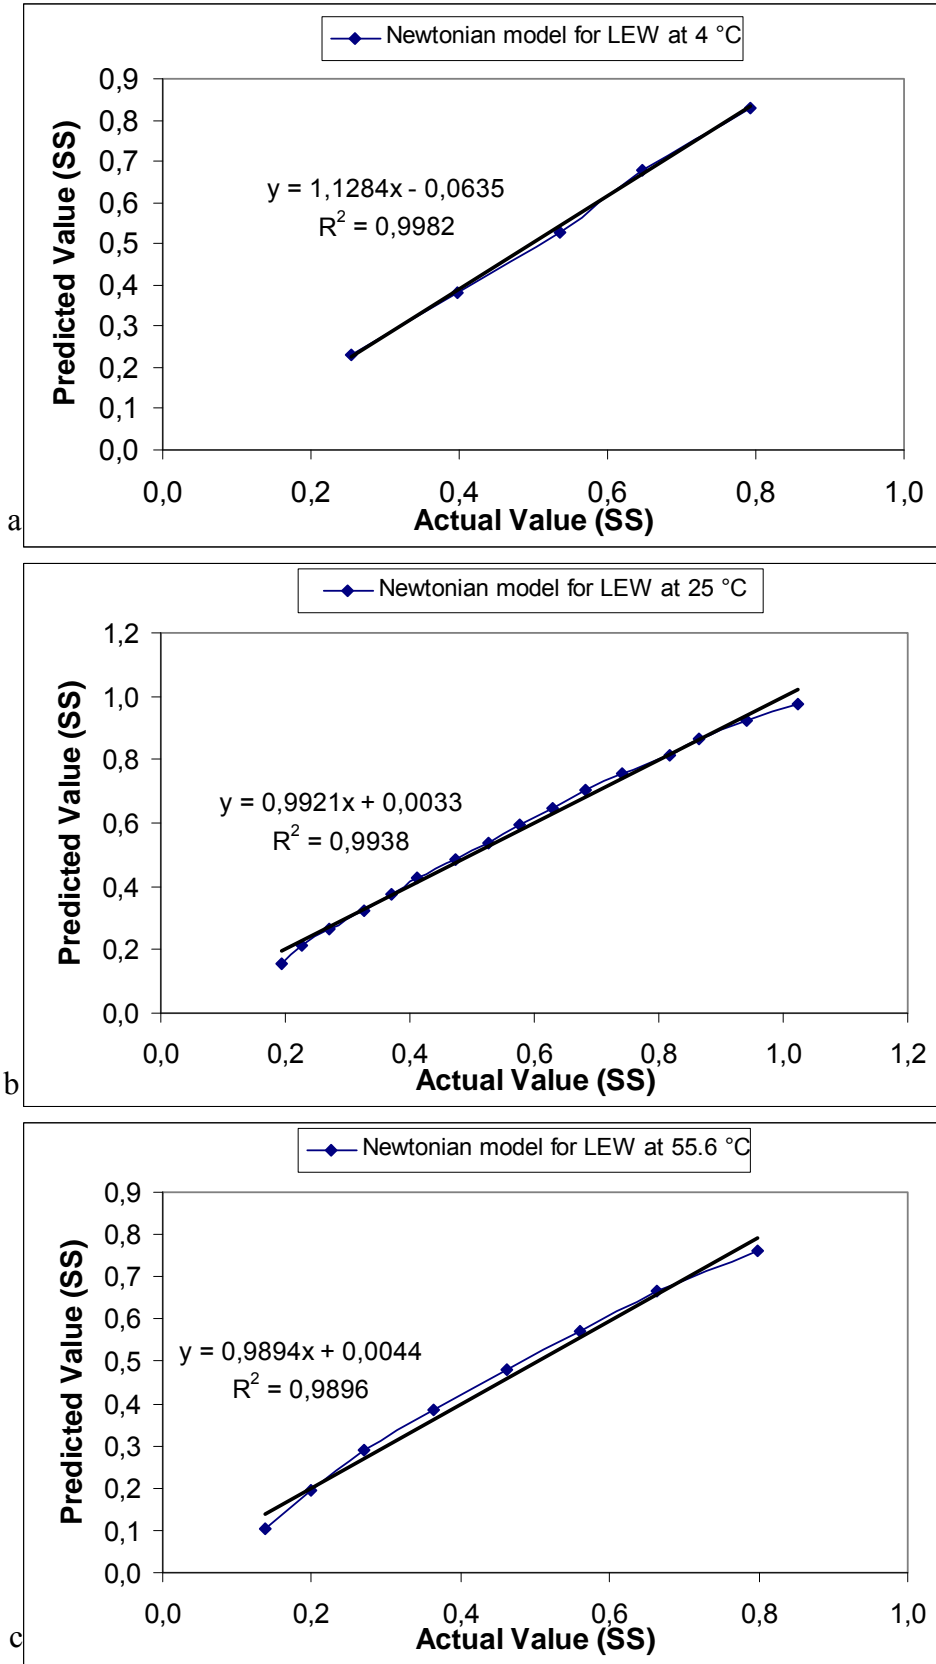 Newtonian model for LEW at 4 °C
0,9
0,8
0,7
0,6
0,5
0,4
0,3
0,2
0,1
0,0
Predicted Value (SS)
y = 1,1284x - 0,0635
R² = 0,9982
0,0 0,2 0,4 0,6 0,8 1,0
Actual Value (SS)
a
Newtonian model for LEW at 25 °C
1,2
1,0
0,8
0,6
0,4
0,2
0,0
Predicted Value (SS)
y = 0,9921x + 0,0033
R² = 0,9938
0,0 0,2 0,4 0,6 0,8 1,0 1,2
Actual Value (SS)
b
Newtonian model for LEW at 55.6 °C
0,9
0,8
0,7
0,6
0,5
0,4
0,3
0,2
0,1
0,0
Predicted Value (SS)
y = 0,9894x + 0,0044
R² = 0,9896
0,0 0,2 0,4 0,6 0,8 1,0
Actual Value (SS)
c